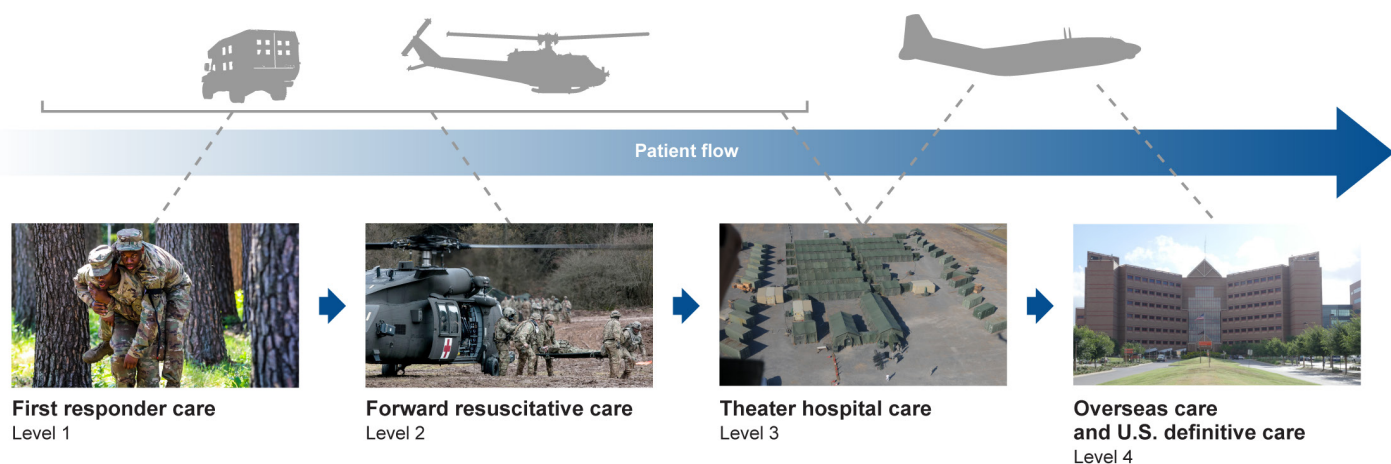 Patient flow
First responder care
Level 1
Forward resuscitative care
Level 2
Theater hospital care
Level 3
Overseas care
and U.S. definitive care
Level 4